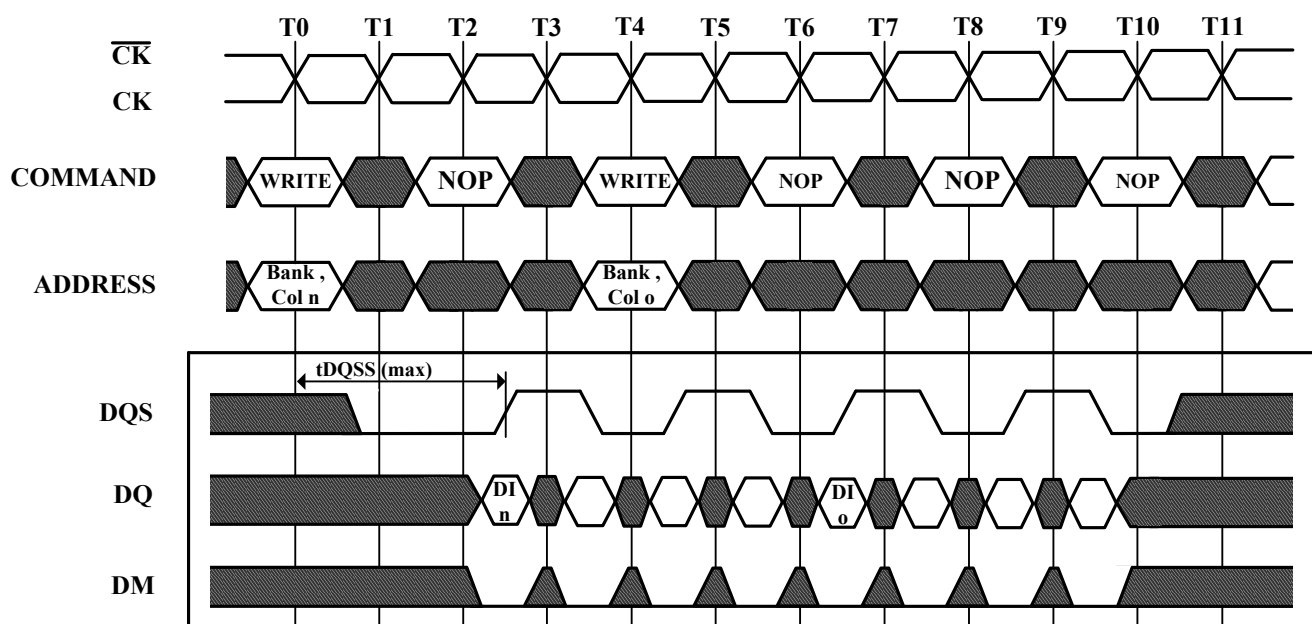 T0 T1 T2 T3 T4 T5 T6 T7 T8 T9 T10 T11
CK
CK
COMMAND WRITE NOP WRITE NOP NOP NOP
ADDRESS Bank , Bank ,
Col n Col o
tDQSS (max)
DQS
DQ DI DI
n o
DM